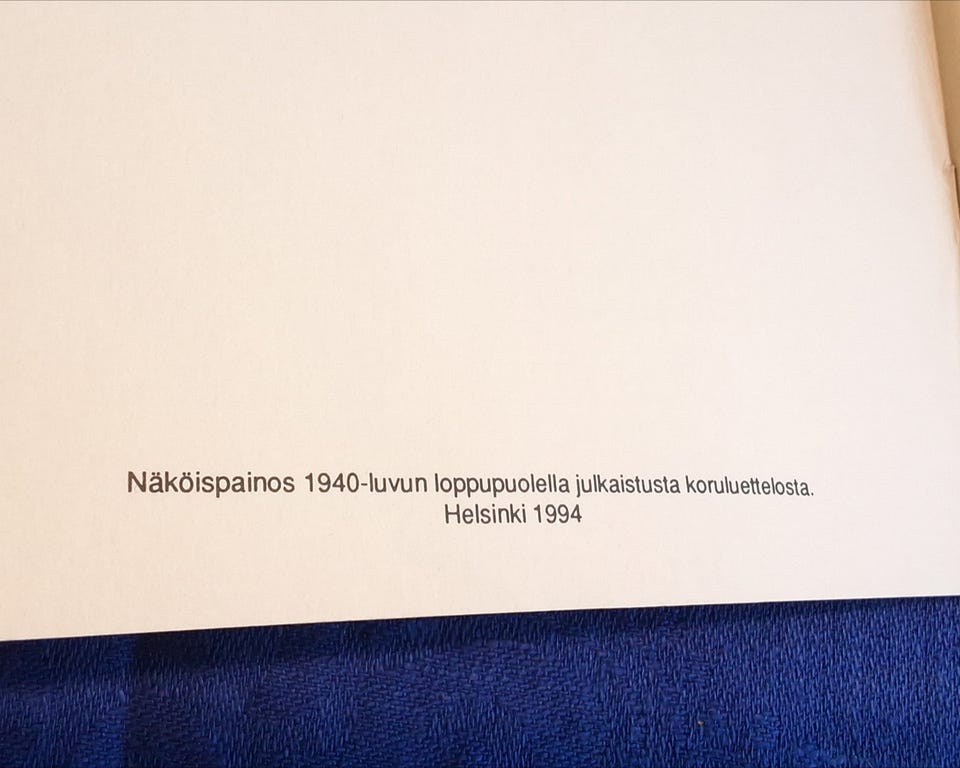 Näköispainos 1940-luvun loppupuolella julkaistusta koruluettelosta.
Helsinki 1994